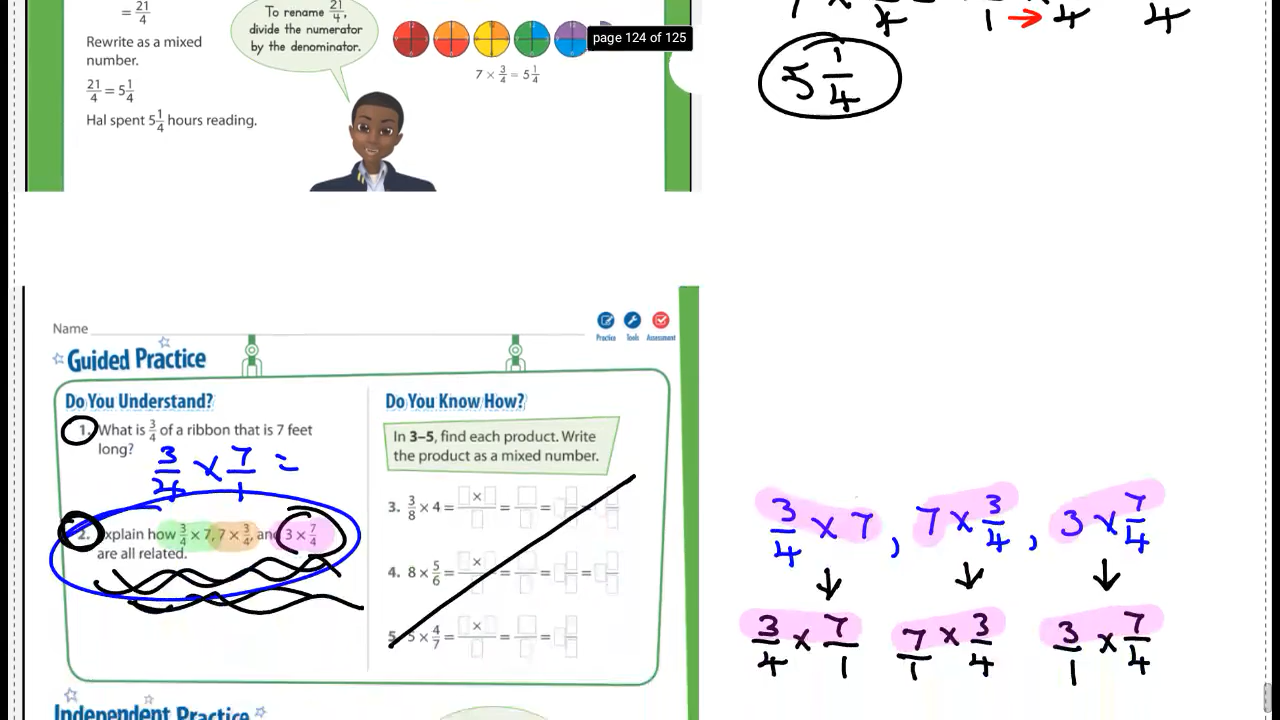 = 21/4
Rewrite as a mixed
number.
21/4 = 5 1/4
Hal spent 5 1/4 hours reading.
To rename 21/4,
divide the numerator
by the denominator.
page 124 of 125
7 × 3/4 = 5 1/4
5 1/4
Name
Practice Tools Assessment
Guided Practice
Do You Understand?
1. What is 3/4 of a ribbon that is 7 feet
long?
3/4 × 7/1 =
2. Explain how 3/4 × 7, 7 × 3/4, and 3 × 7/4
are all related.
Do You Know How?
In 3–5, find each product. Write
the product as a mixed number.
3. 3/8 × 4 = □×□/□ = □/□ = □ □/□ = □ □/□
4. 8 × 5/6 = □×□/□ = □/□ = □ □/□ = □ □/□
5. 5 × 4/7 = □×□/□ = □/□ = □ □/□
3/4 × 7, 7 × 3/4, 3 × 7/4
3/4 × 7/1 7/1 × 3/4 3/1 × 7/4
Independent Practice